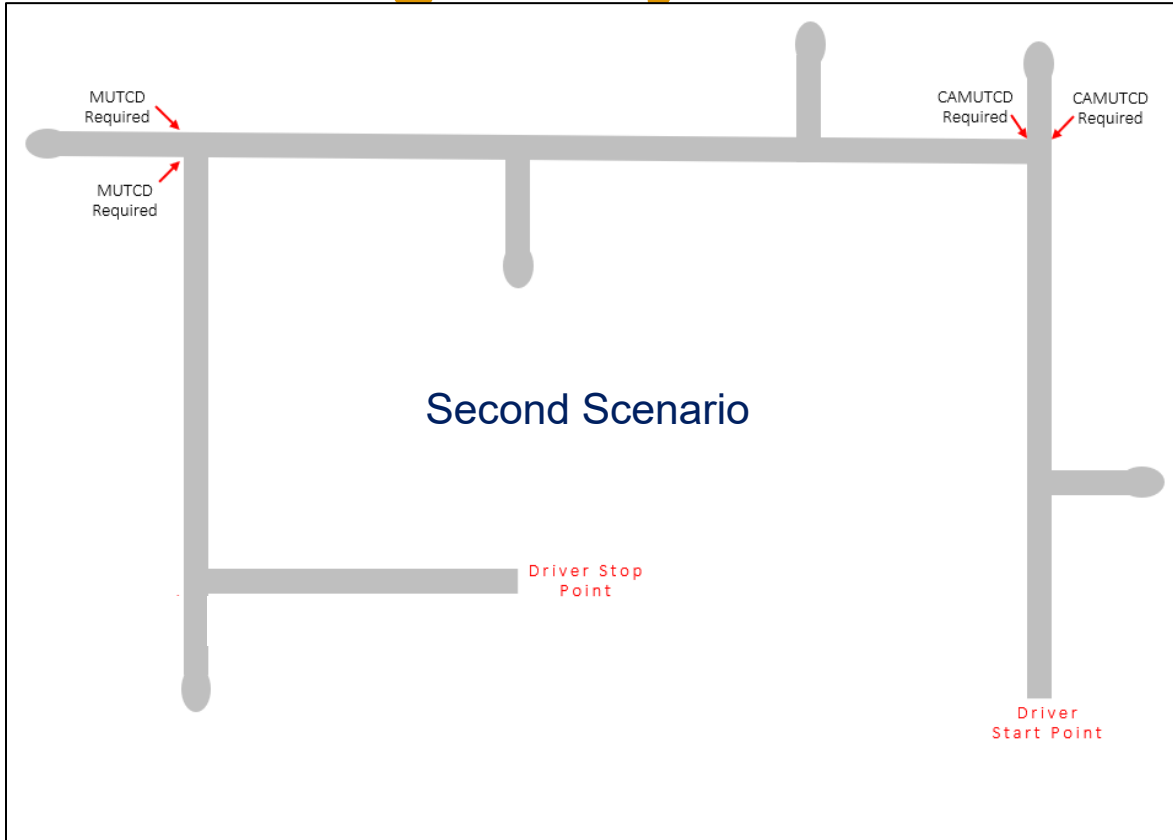 MUTCD
Required
CAMUTCD
Required
CAMUTCD
Required
MUTCD
Required
Second Scenario
Driver Stop
Point
Driver
Start Point